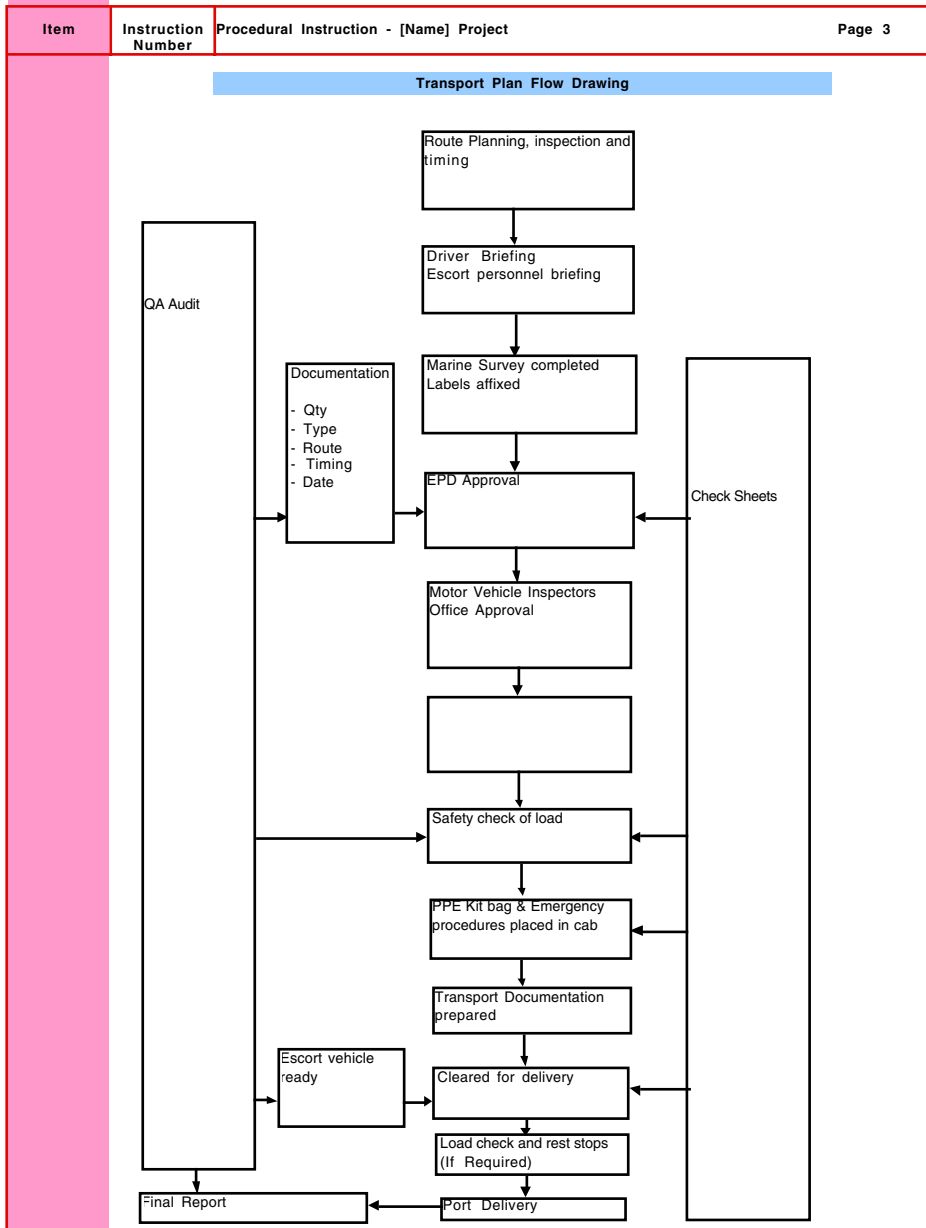 Item
Instruction Number
Procedural Instruction - [Name] Project
Page 3
Transport Plan Flow Drawing
Route Planning, inspection and
timing
Driver Briefing
Escort personnel briefing
QA Audit
Marine Survey completed
Labels affixed
Documentation
- Qty
- Type
- Route
- Timing
- Date
EPD Approval
Check Sheets
Motor Vehicle Inspectors
Office Approval
Safety check of load
PPE Kit bag & Emergency
procedures placed in cab
Transport Documentation
prepared
Escort vehicle
ready
Cleared for delivery
Load check and rest stops
(If Required)
Final Report
Port Delivery